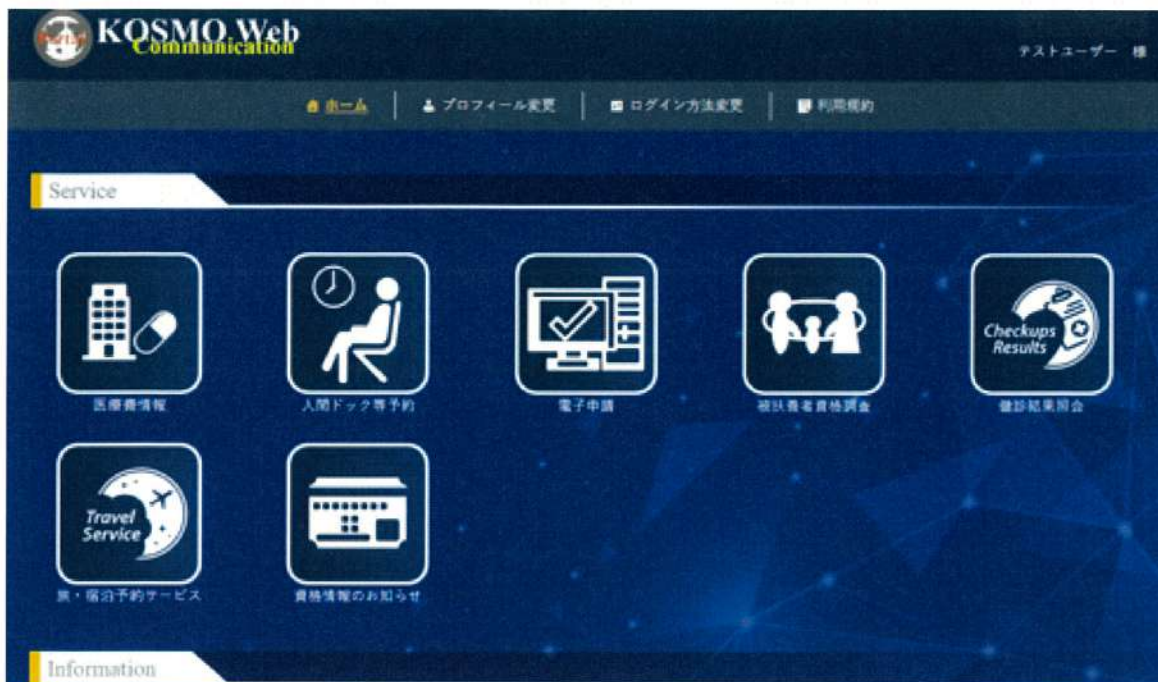 Portal KOSMO Web
Communication
テストユーザー 様
ホーム
プロフィール変更
ログイン方法変更
利用規約
Service
Checkups
Results
医療費情報
人間ドック等予約
電子申請
被扶養者資格調査
健診結果照会
Travel
Service
旅・宿泊予約サービス
資格情報のお知らせ
Information